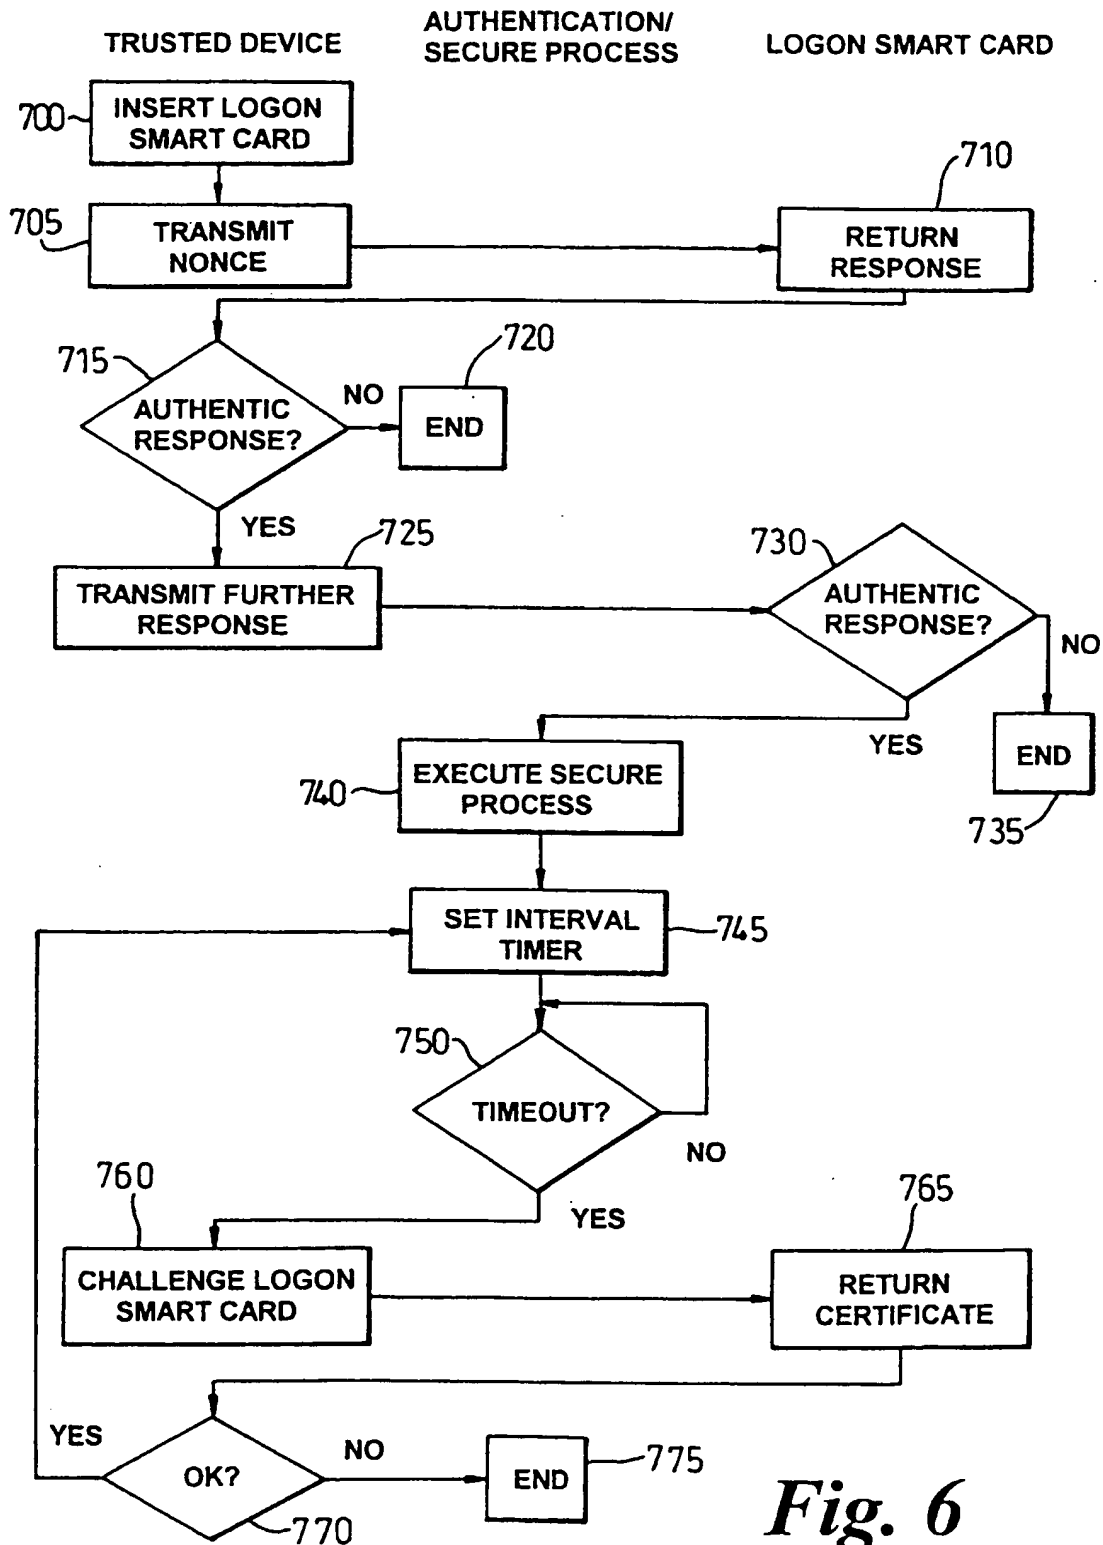 TRUSTED DEVICE
AUTHENTICATION/
SECURE PROCESS
LOGON SMART CARD
700
INSERT LOGON
SMART CARD
705
TRANSMIT
NONCE
710
RETURN
RESPONSE
715
AUTHENTIC
RESPONSE?
NO
720
END
YES
725
TRANSMIT FURTHER
RESPONSE
730
AUTHENTIC
RESPONSE?
NO
YES
END
735
740
EXECUTE SECURE
PROCESS
SET INTERVAL
TIMER
745
750
TIMEOUT?
NO
YES
760
CHALLENGE LOGON
SMART CARD
765
RETURN
CERTIFICATE
YES
OK?
NO
770
END
775
Fig. 6